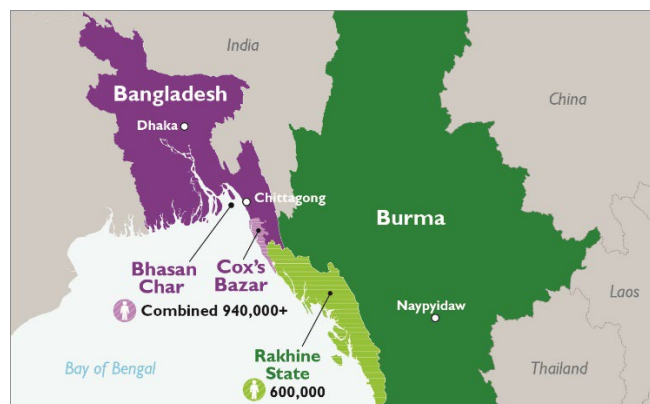 India
Bangladesh
Dhaka
China
Chittagong
Burma
Bhasan
Char
Cox's
Bazar
Combined 940,000+
Laos
Naypyidaw
Bay of Bengal
Rakhine
State
600,000
Thailand